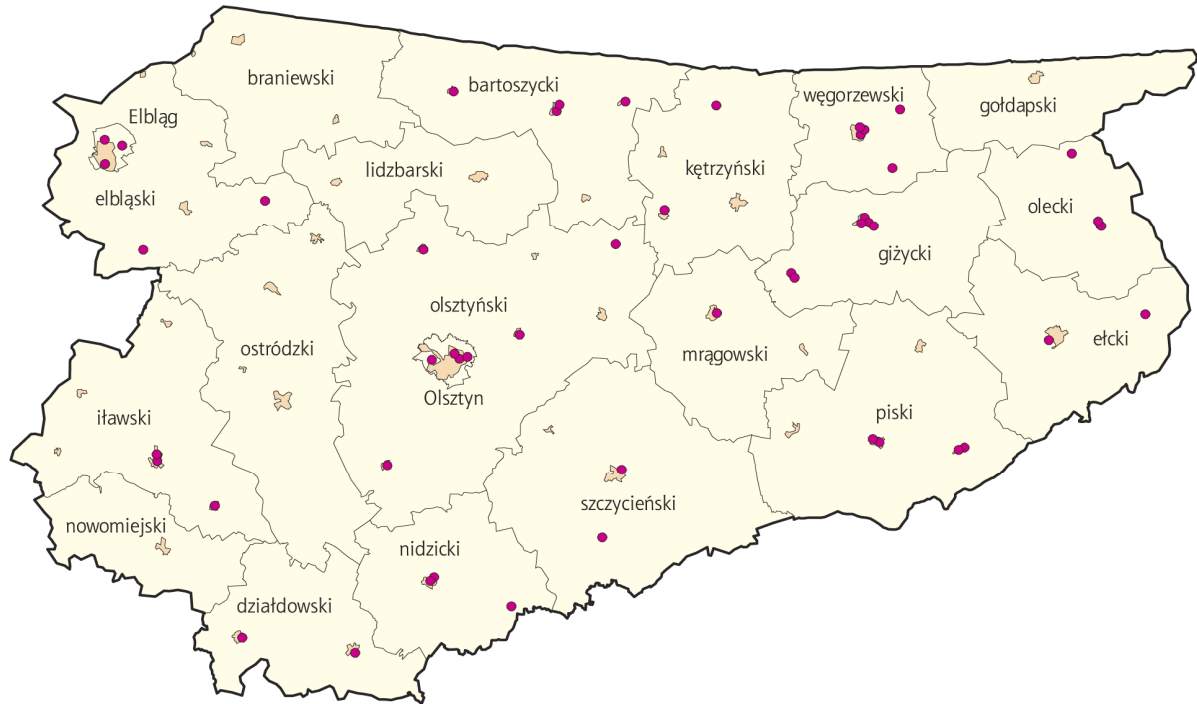 braniewski
bartoszycki
węgorzewski
gołdapski
Elbląg
lidzbarski
kętrzyński
elbląski
olecki
giżycki
olsztyński
ostródzki
mrągowski
ełcki
Olsztyn
iławski
piski
szczycieński
nowomiejski
nidzicki
działdowski